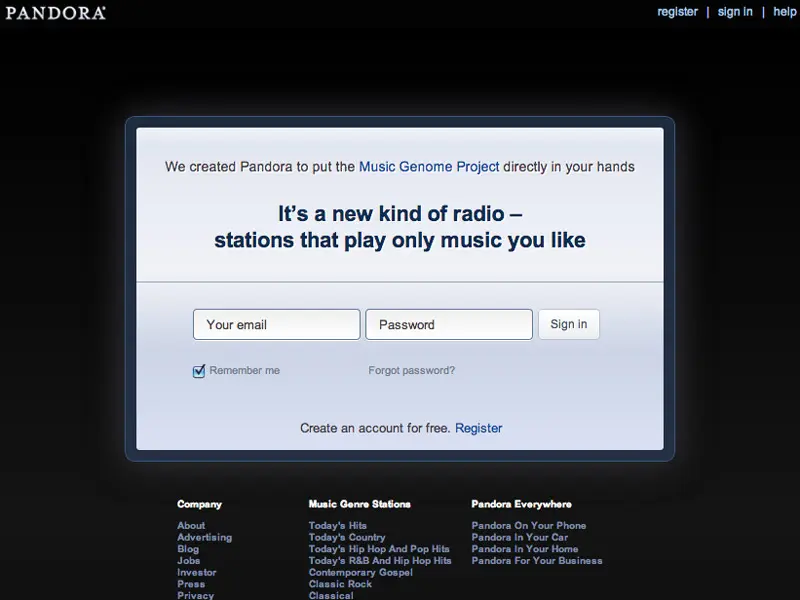 PANDORA®
register | sign in | help
We created Pandora to put the Music Genome Project directly in your hands
It's a new kind of radio –
stations that play only music you like
Your email
Password
Sign in
Remember me
Forgot password?
Create an account for free. Register
Company
About
Advertising
Blog
Jobs
Investor
Press
Privacy
Music Genre Stations
Today's Hits
Today's Country
Today's Hip Hop And Pop Hits
Today's R&B And Hip Hop Hits
Contemporary Gospel
Classic Rock
Classical
Pandora Everywhere
Pandora On Your Phone
Pandora In Your Car
Pandora In Your Home
Pandora For Your Business